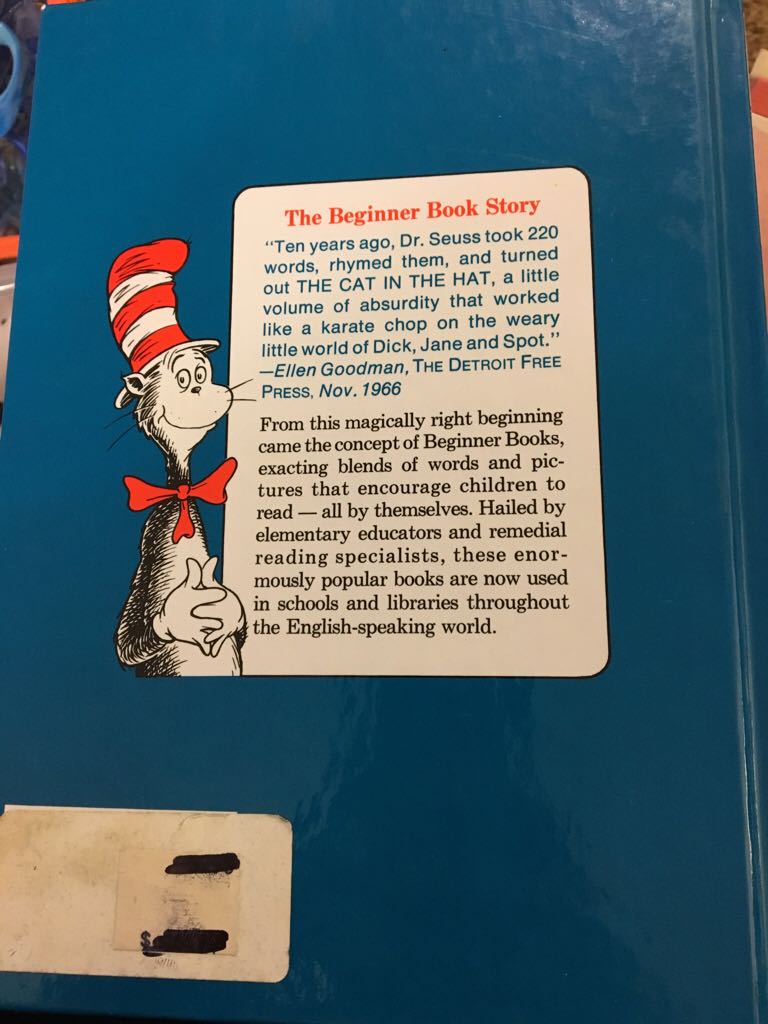 The Beginner Book Story
“Ten years ago, Dr. Seuss took 220
words, rhymed them, and turned
out THE CAT IN THE HAT, a little
volume of absurdity that worked
like a karate chop on the weary
little world of Dick, Jane and Spot.”
—Ellen Goodman, THE DETROIT FREE
PRESS, Nov. 1966
From this magically right beginning
came the concept of Beginner Books,
exacting blends of words and pic-
tures that encourage children to
read — all by themselves. Hailed by
elementary educators and remedial
reading specialists, these enor-
mously popular books are now used
in schools and libraries throughout
the English-speaking world.
$